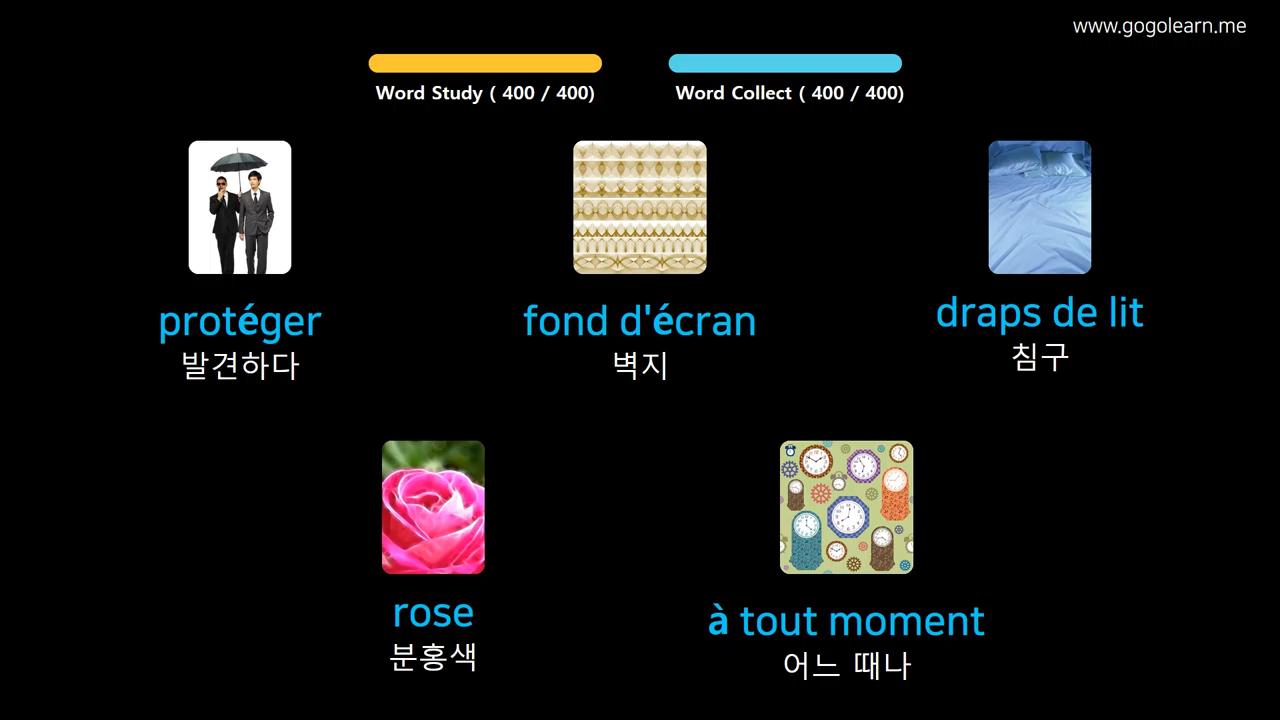 www.gogolearn.me
Word Study ( 400 / 400)
Word Collect ( 400 / 400)
protéger
발견하다
fond d'écran
벽지
draps de lit
침구
rose
분홍색
à tout moment
어느 때나